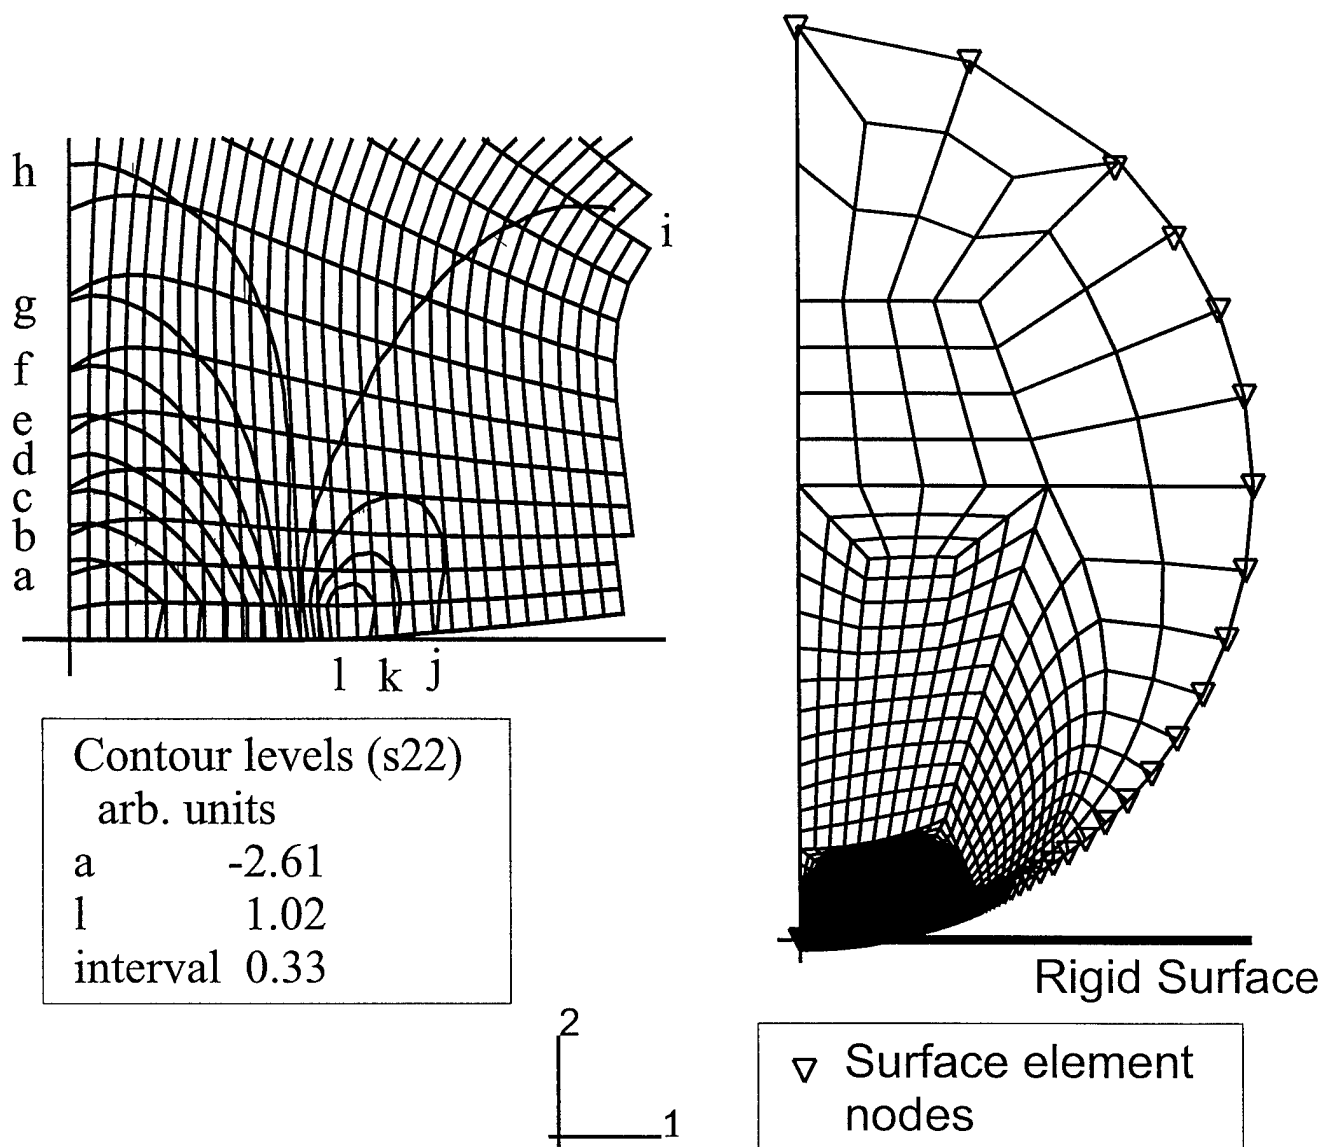 h
i
g
f
e
d
c
b
a
l k j
Contour levels (s22)
arb. units
a -2.61
l 1.02
interval 0.33
Rigid Surface
2
1
Surface element
nodes